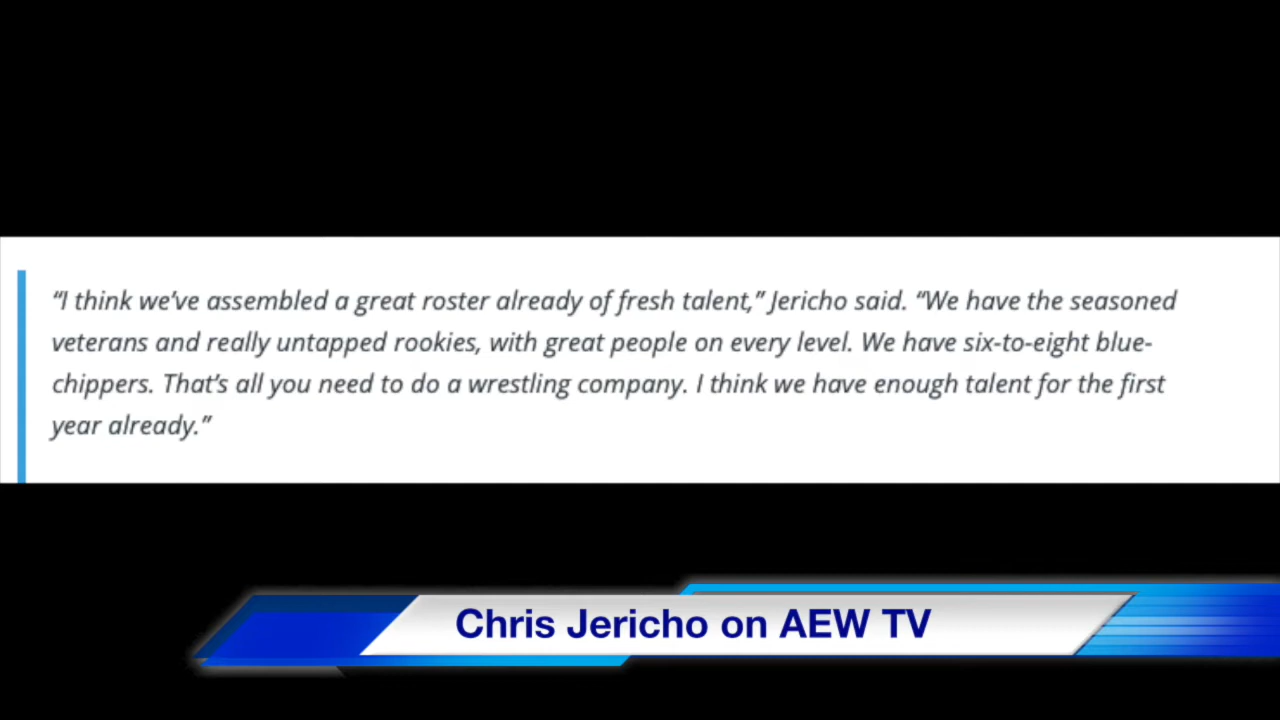 “I think we’ve assembled a great roster already of fresh talent,” Jericho said. “We have the seasoned
veterans and really untapped rookies, with great people on every level. We have six-to-eight blue-
chippers. That’s all you need to do a wrestling company. I think we have enough talent for the first
year already.”
Chris Jericho on AEW TV